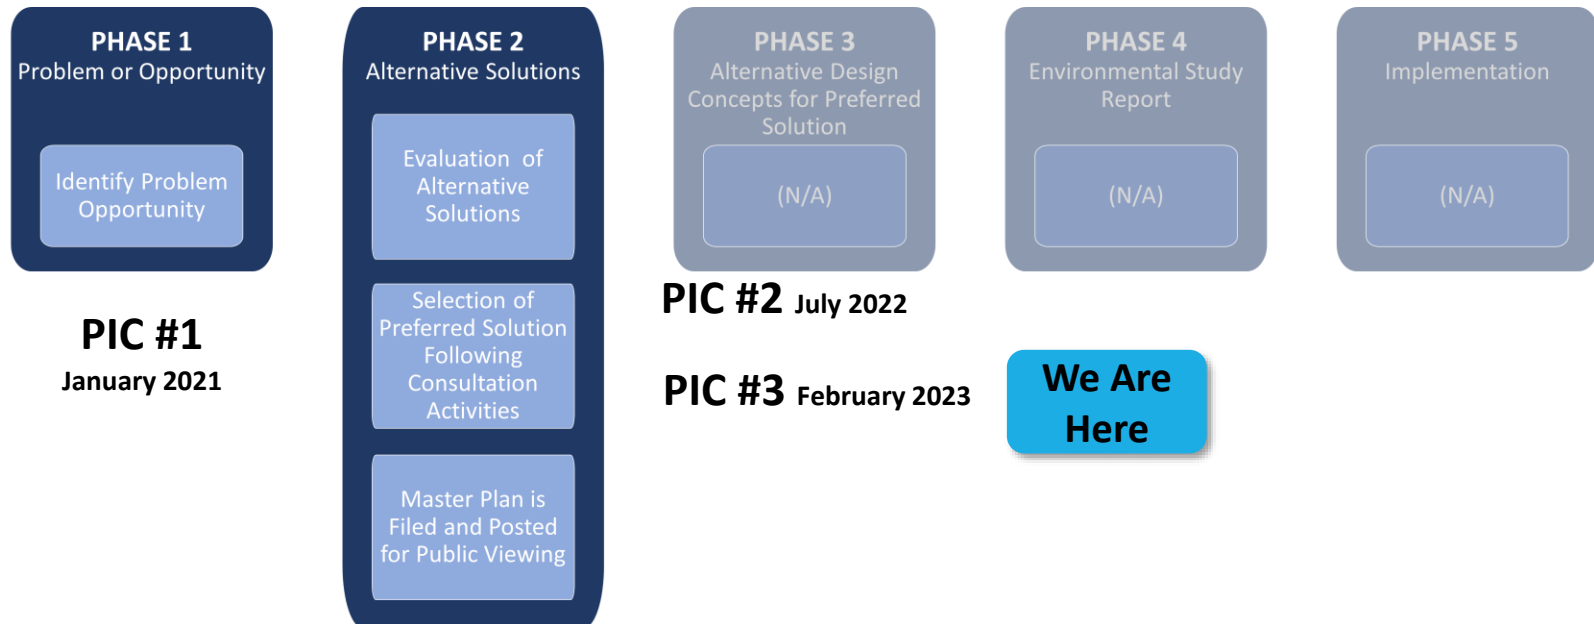 PHASE 1
Problem or Opportunity
Identify Problem
Opportunity
PIC #1
January 2021
PHASE 2
Alternative Solutions
Evaluation of
Alternative
Solutions
Selection of
Preferred Solution
Following
Consultation
Activities
Master Plan is
Filed and Posted
for Public Viewing
PHASE 3
Alternative Design
Concepts for Preferred
Solution
(N/A)
PIC #2 July 2022
PIC #3 February 2023
We Are
Here
PHASE 4
Environmental Study
Report
(N/A)
PHASE 5
Implementation
(N/A)